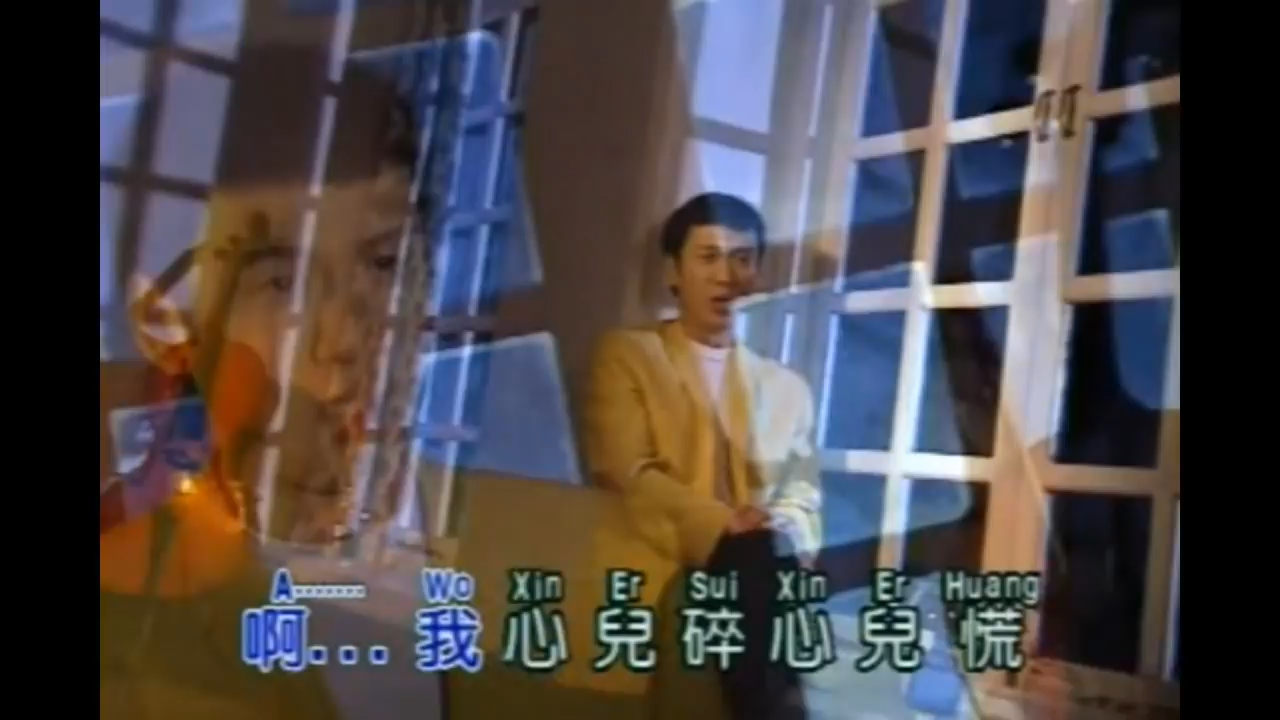 A------- Wo Xin Er Sui Xin Er Huang
啊...我心兒碎心兒慌